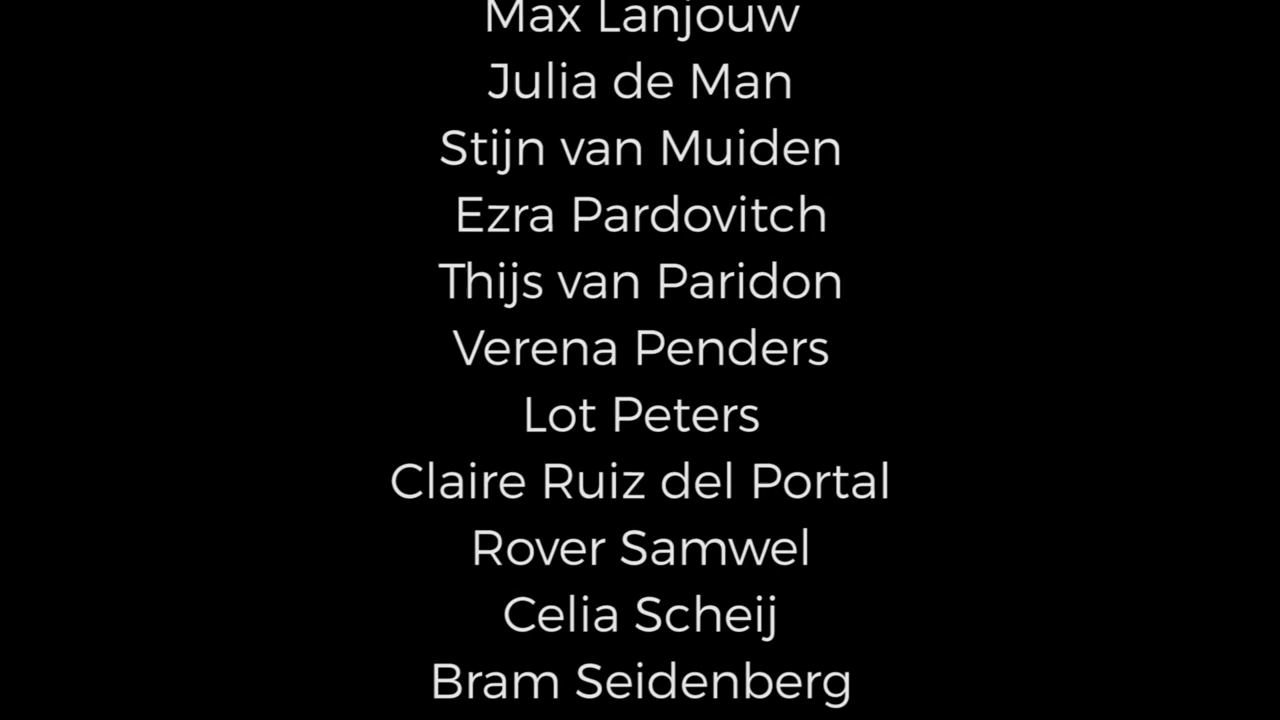 Max Lanjouw
Julia de Man
Stijn van Muiden
Ezra Pardovitch
Thijs van Paridon
Verena Penders
Lot Peters
Claire Ruiz del Portal
Rover Samwel
Celia Scheij
Bram Seidenberg